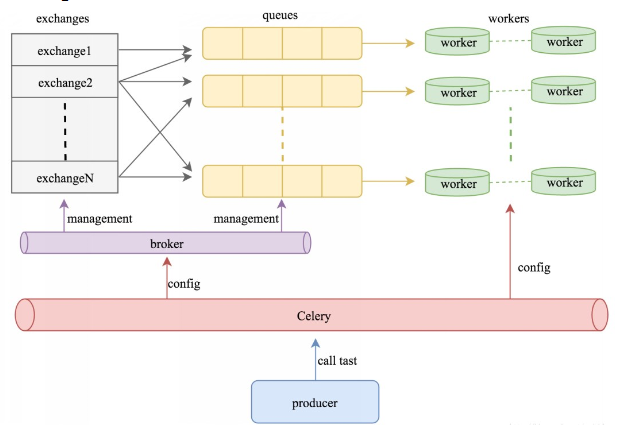 exchanges
queues
workers
exchange1
worker
worker
exchange2
worker
worker
exchangeN
worker
worker
management
management
broker
config
config
Celery
call tast
producer